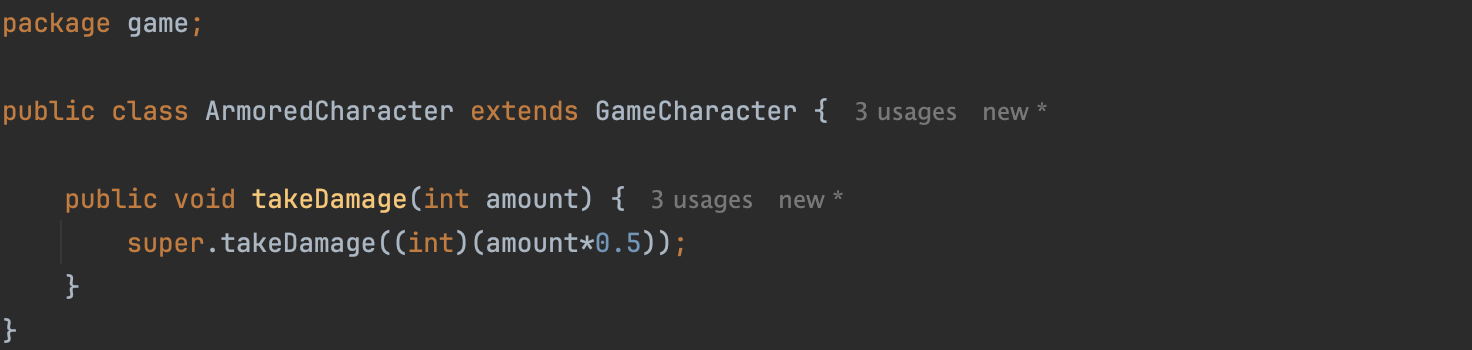 package game;
public class ArmoredCharacter extends GameCharacter { 3 usages new *
public void takeDamage(int amount) { 3 usages new *
super.takeDamage((int)(amount*0.5));
}
}